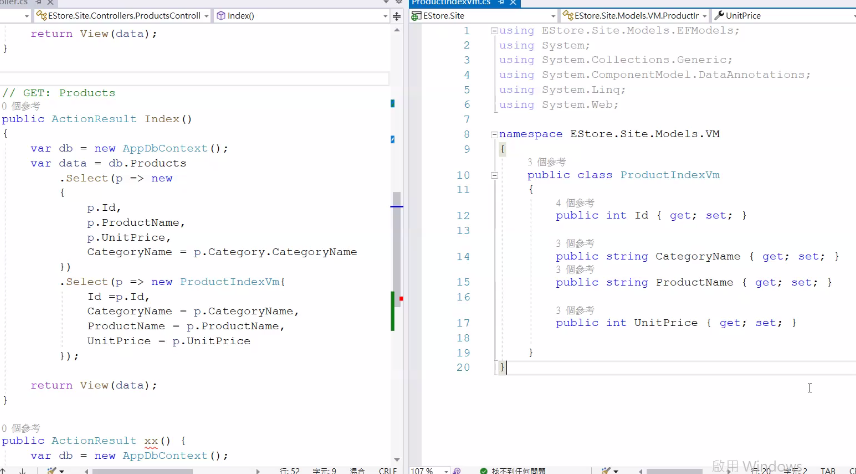 EStore.Site.Controllers.ProductsControll
Index()
return View(data);
}
// GET: Products
0 個參考
public ActionResult Index()
{
var db = new AppDbContext();
var data = db.Products
.Select(p => new
{
p.Id,
p.ProductName,
p.UnitPrice,
CategoryName = p.Category.CategoryName
})
.Select(p => new ProductIndexVm{
Id =p.Id,
CategoryName = p.CategoryName,
ProductName = p.ProductName,
UnitPrice = p.UnitPrice
});
return View(data);
}
0 個參考
public ActionResult xx() {
var db = new AppDbContext();
行: 52 字元: 9 混合 CRLF
ProductIndexVm.cs
EStore.Site
EStore.Site.Models.VM.ProductIr
UnitPrice
1 using EStore.Site.Models.EFModels;
2 using System;
3 using System.Collections.Generic;
4 using System.ComponentModel.DataAnnotations;
5 using System.Linq;
6 using System.Web;
7
8 namespace EStore.Site.Models.VM
9 {
3 個參考
10 public class ProductIndexVm
11 {
4 個參考
12 public int Id { get; set; }
13
3 個參考
14 public string CategoryName { get; set; }
3 個參考
15 public string ProductName { get; set; }
16
3 個參考
17 public int UnitPrice { get; set; }
18
19 }
20 }
啟用 Windows
107 % 找不到任何問題 行: 20 字元: 2 TAB CF